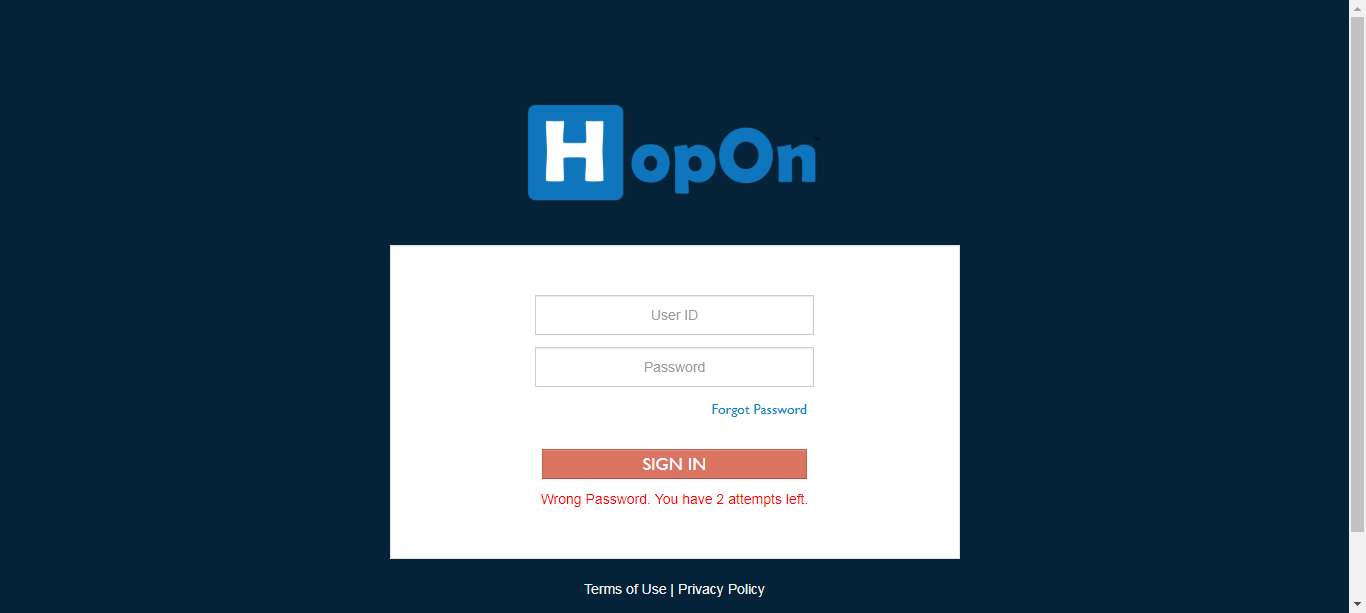 HopOn
User ID
Password
Forgot Password
SIGN IN
Wrong Password. You have 2 attempts left.
Terms of Use | Privacy Policy